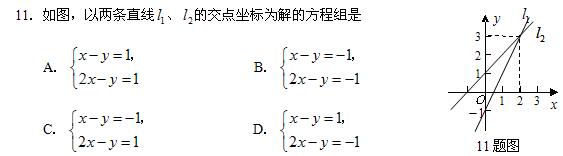 11. 如图，以两条直线l₁、l₂的交点坐标为解的方程组是
A. {x−y=1, 2x−y=1
B. {x−y=−1, 2x−y=−1
C. {x−y=−1, 2x−y=1
D. {x−y=1, 2x−y=−1
y
l₁
l₂
3
2
1
O
1 2 3 x
−1
11题图